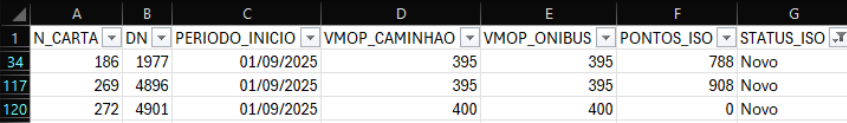 A B C D E F G
1 N_CARTA DN PERIODO_INICIO VMOP_CAMINHAO VMOP_ONIBUS PONTOS_ISO STATUS_ISO
34 186 1977 01/09/2025 395 395 788 Novo
117 269 4896 01/09/2025 395 395 908 Novo
120 272 4901 01/09/2025 400 400 0 Novo